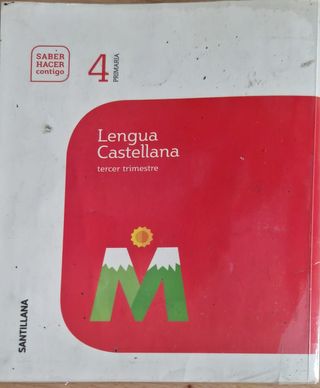 SABER
HACER
contigo
4
PRIMARIA
Lengua
Castellana
tercer trimestre
M
SANTILLANA